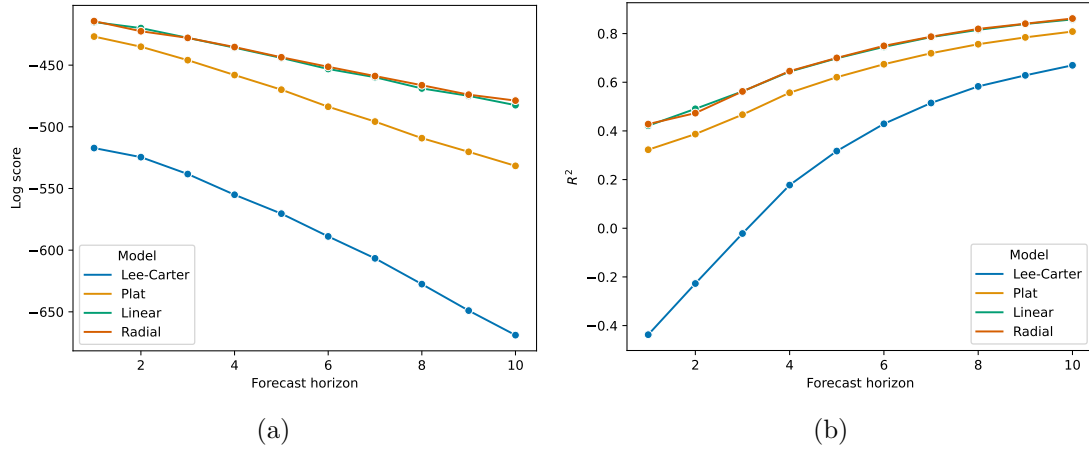 −450
−500
−550
−600
−650
Log score
2
4
6
8
10
Forecast horizon
Model
Lee-Carter
Plat
Linear
Radial
(a)
0.8
0.6
0.4
0.2
0.0
−0.2
−0.4
R²
2
4
6
8
10
Forecast horizon
Model
Lee-Carter
Plat
Linear
Radial
(b)